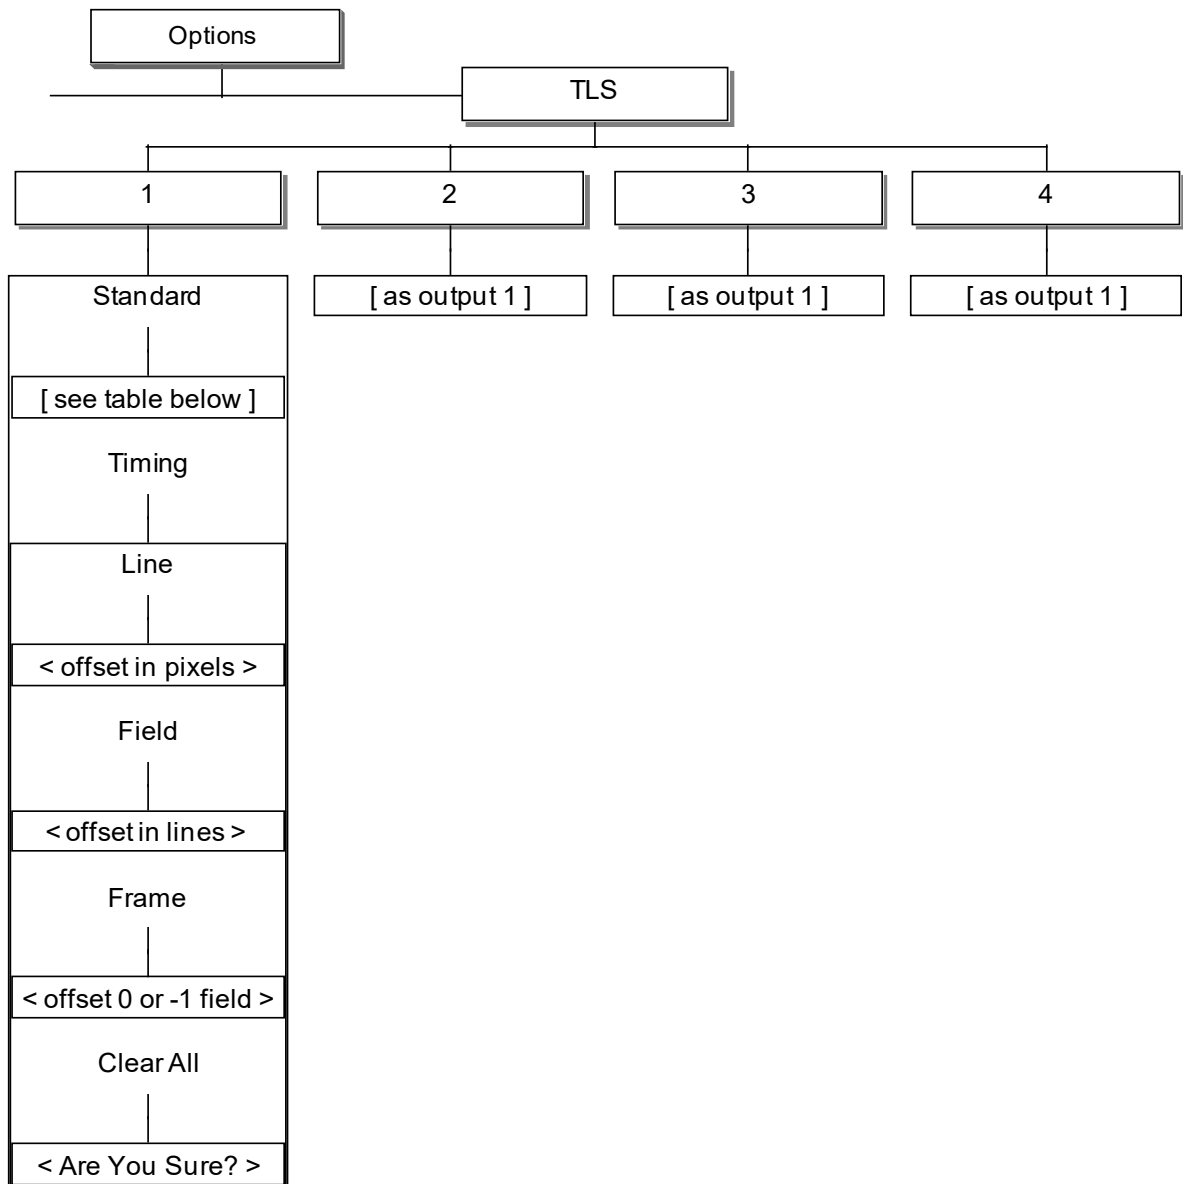 Options
TLS
1
2
3
4
Standard
[ as output 1 ]
[ as output 1 ]
[ as output 1 ]
[ see table below ]
Timing
Line
< offset in pixels >
Field
< offset in lines >
Frame
< offset 0 or -1 field >
Clear All
< Are You Sure? >